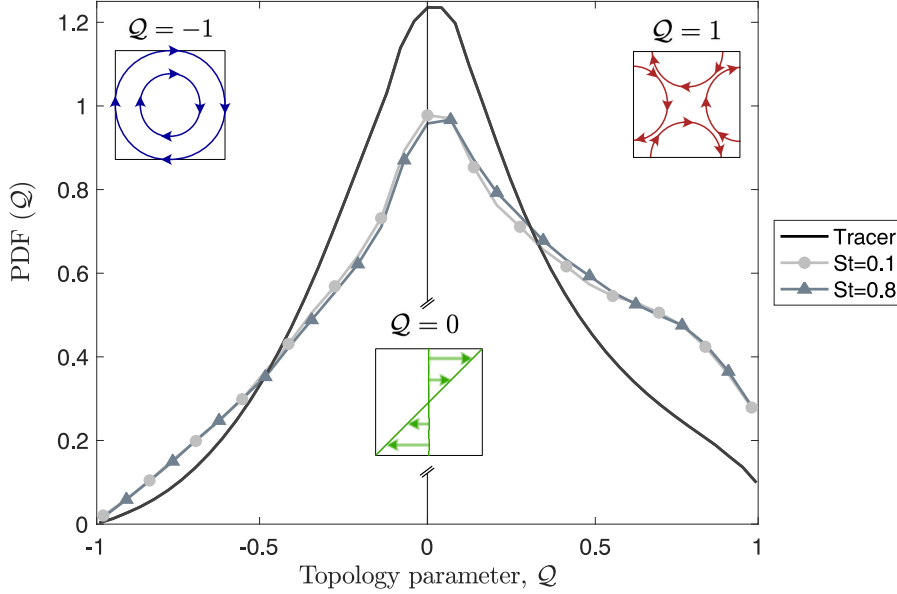 1.2
1
0.8
0.6
0.4
0.2
0
PDF (𝒬)
𝒬 = −1
𝒬 = 1
𝒬 = 0
Tracer
St=0.1
St=0.8
-1
-0.5
0
0.5
1
Topology parameter, 𝒬